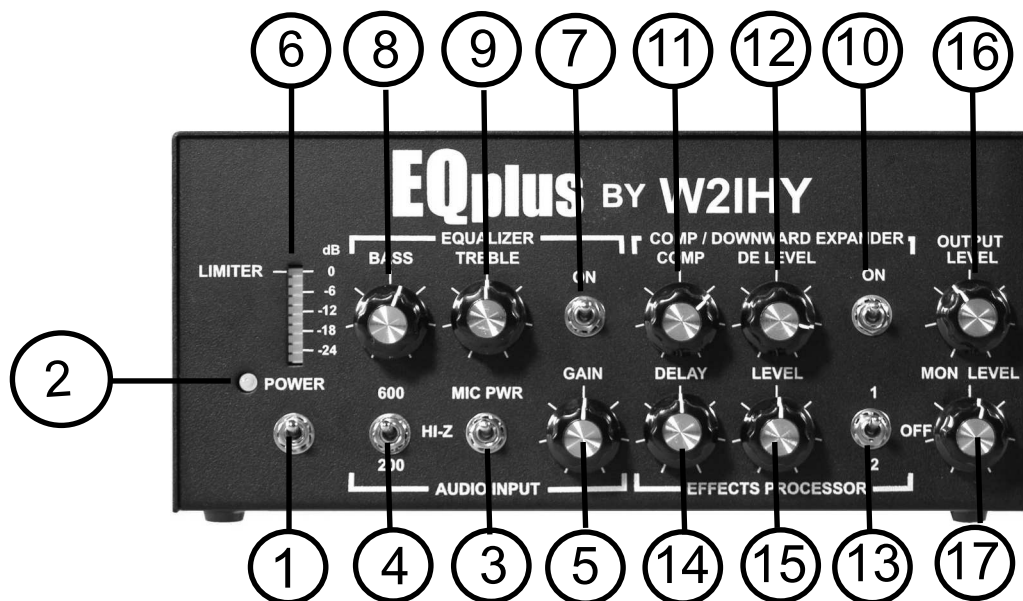 6 8 9 7 11 12 10 16
EQplus BY W2IHY
EQUALIZER COMP / DOWNWARD EXPANDER OUTPUT
dB BASS TREBLE ON COMP DE LEVEL ON LEVEL
LIMITER 0
-6
-12
-18
-24
2 POWER GAIN DELAY LEVEL MON LEVEL
600 MIC PWR 1
HI-Z OFF
200 2
AUDIO INPUT EFFECTS PROCESSOR
1 4 3 5 14 15 13 17